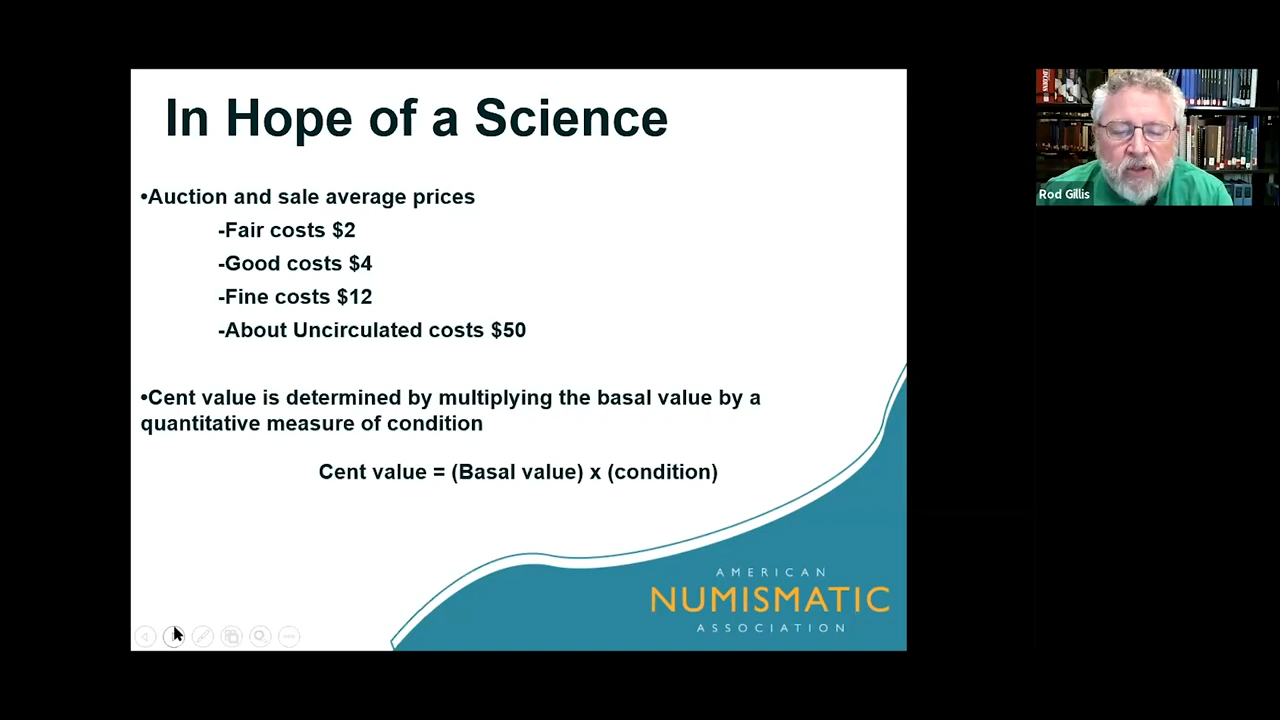 In Hope of a Science
•Auction and sale average prices
-Fair costs $2
-Good costs $4
-Fine costs $12
-About Uncirculated costs $50
•Cent value is determined by multiplying the basal value by a
quantitative measure of condition
Cent value = (Basal value) x (condition)
AMERICAN
NUMISMATIC
ASSOCIATION
Rod Gillis